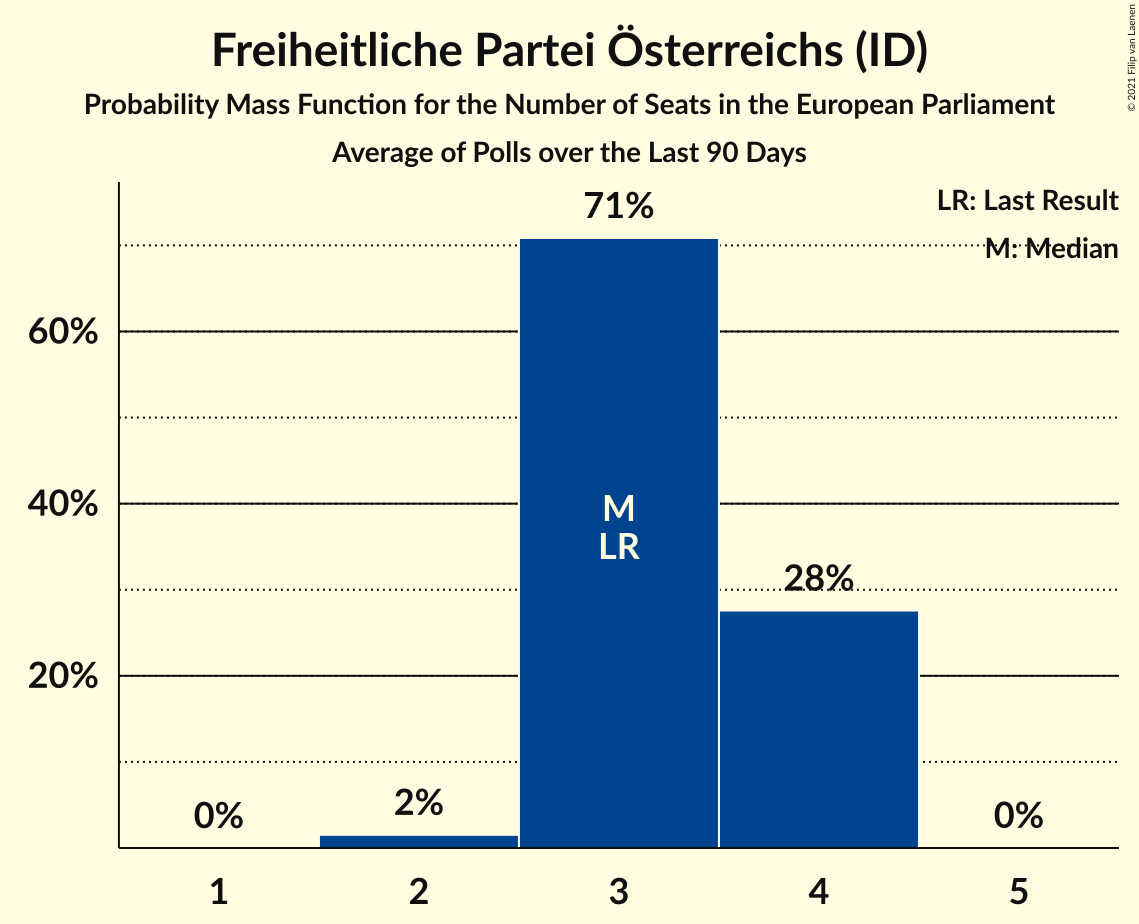 Freiheitliche Partei Österreichs (ID)
Probability Mass Function for the Number of Seats in the European Parliament
Average of Polls over the Last 90 Days
© 2021 Filip van Laenen
LR: Last Result
M: Median
71%
60%
40%
20%
M
LR
28%
2%
0%
0%
1 2 3 4 5